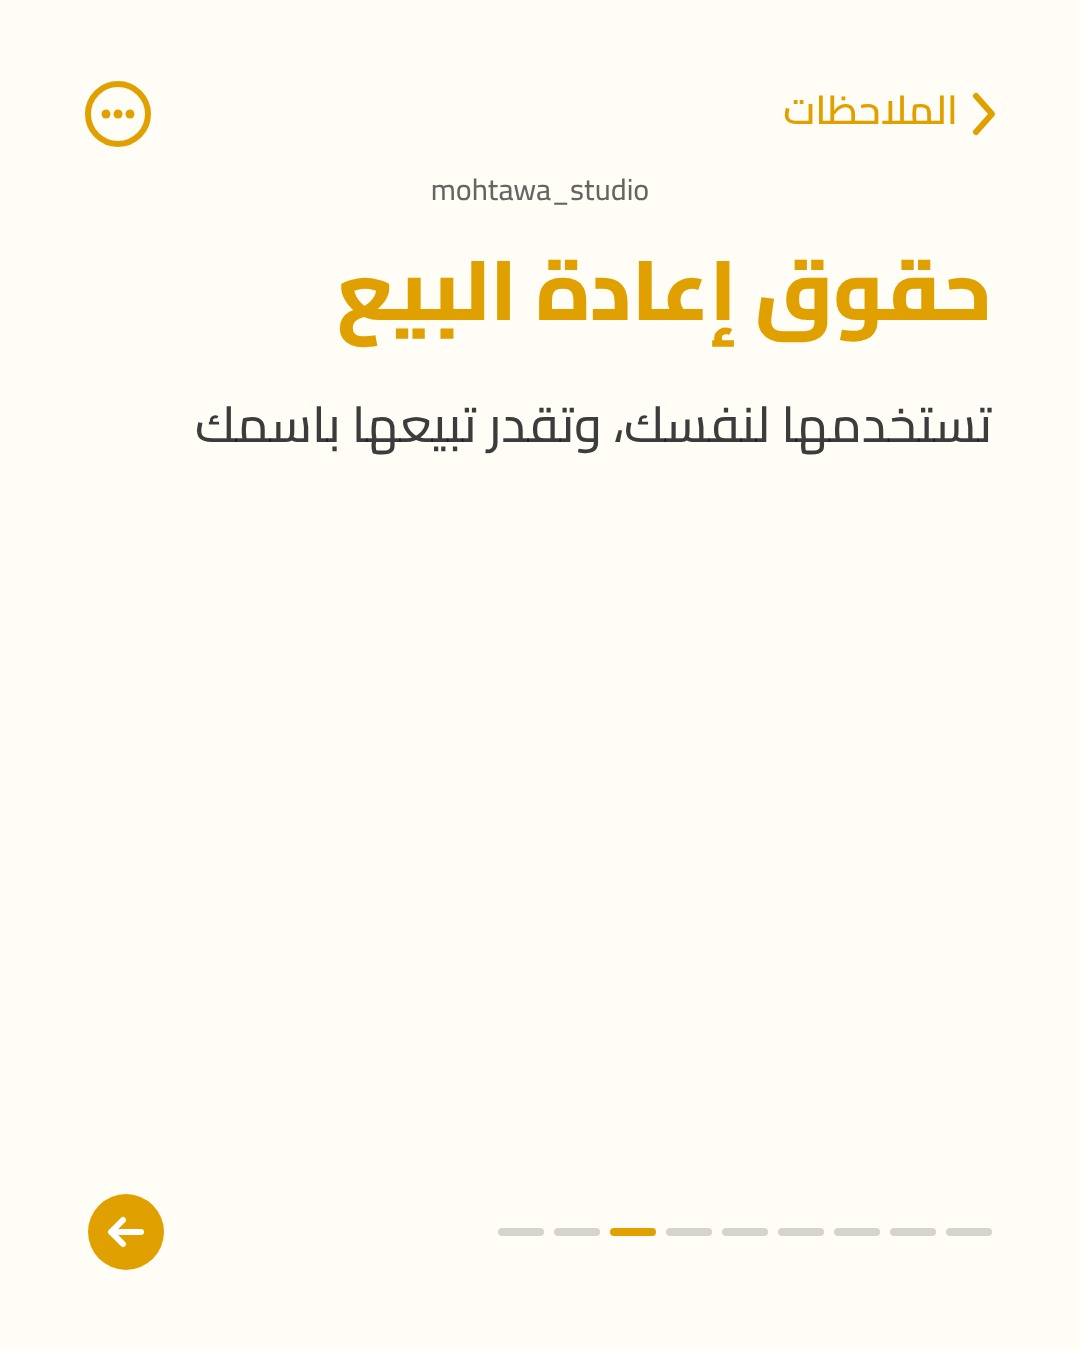 الملاحظات
mohtawa_studio
حقوق إعادة البيع
تستخدمها لنفسك، وتقدر تبيعها باسمك